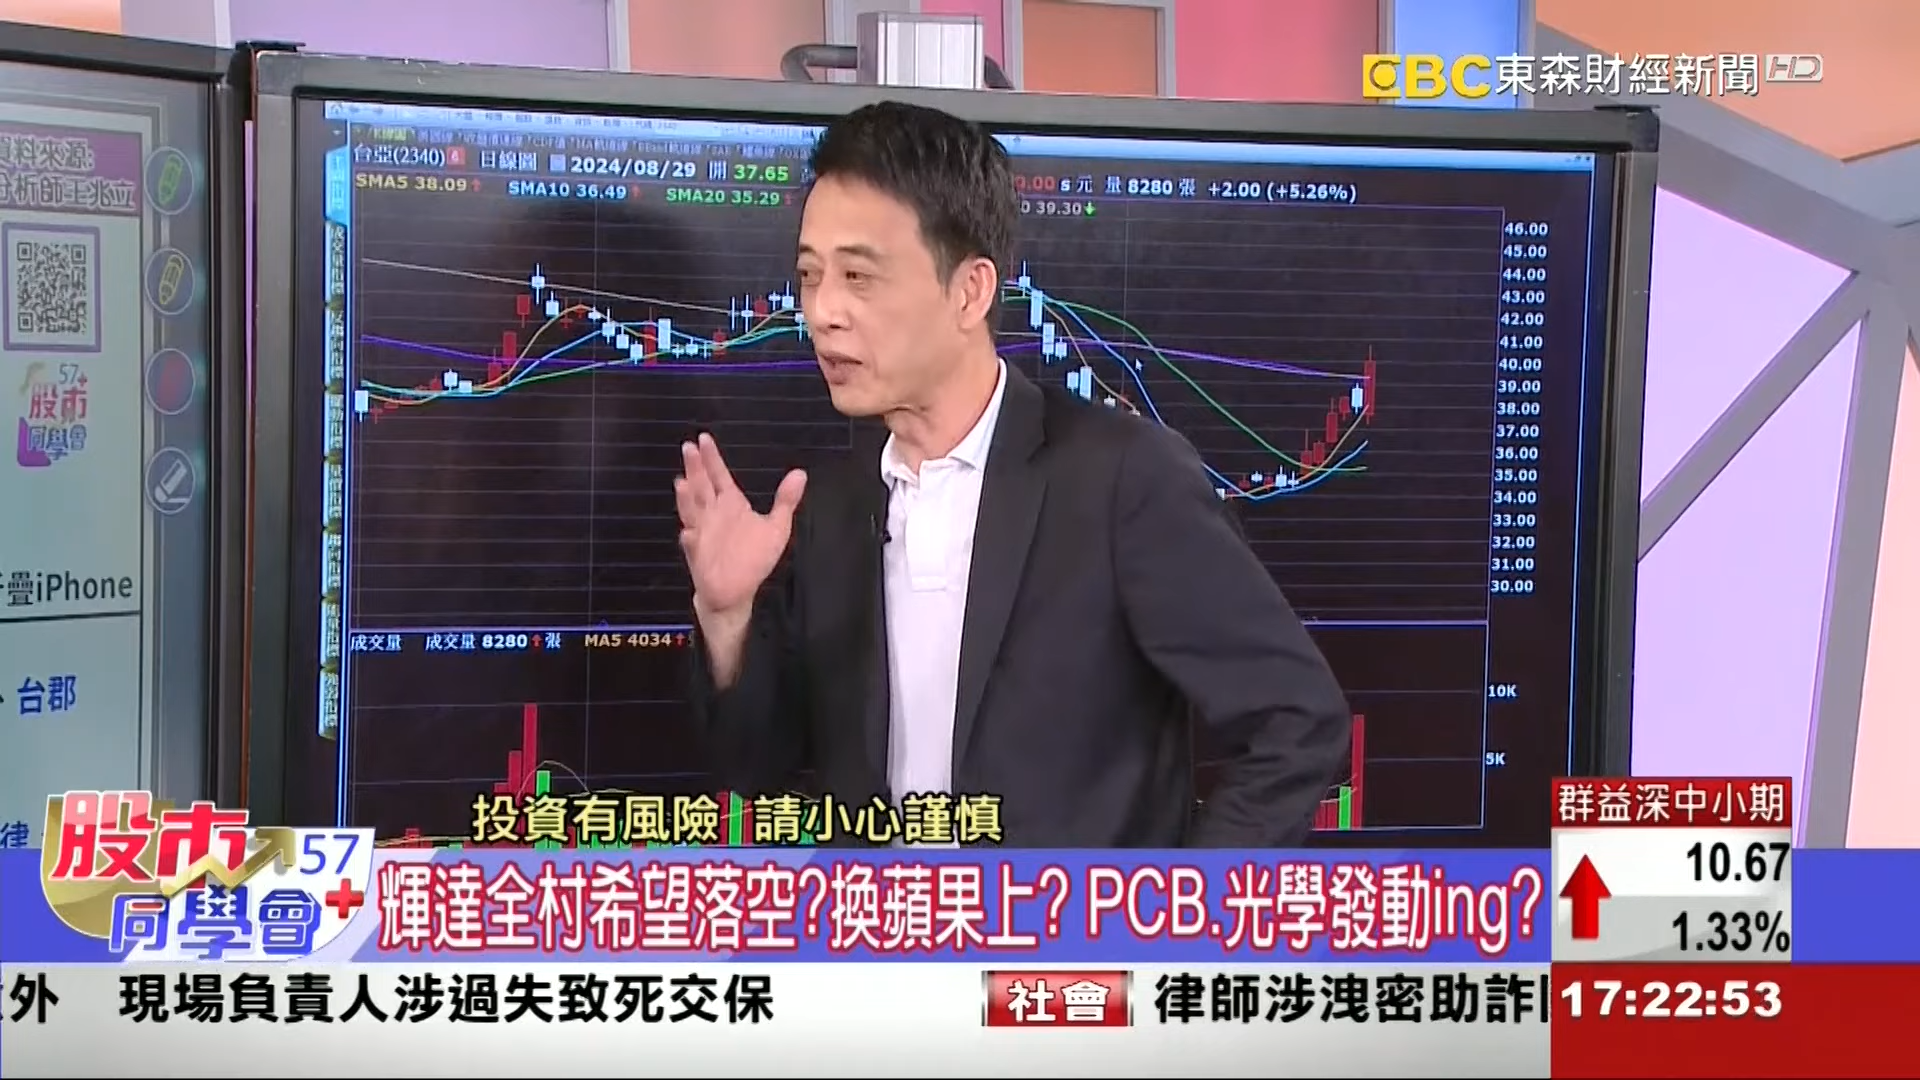 EBC東森財經新聞HD
資料來源:
分析師王兆立
57+
股市
同學會
iPhone
台郡
台亞(2340) 日線圖 2024/08/29 開 37.65
0.00 s 元 量 8280 張 +2.00 (+5.26%)
SMA5 38.09↑ SMA10 36.49↑ SMA20 35.29↑
39.30↓
46.00
45.00
44.00
43.00
42.00
41.00
40.00
39.00
38.00
37.00
36.00
35.00
34.00
33.00
32.00
31.00
30.00
成交量 成交量 8280↑張 MA5 4034↑
10K
5K
投資有風險 請小心謹慎
股市57+
同學會
輝達全村希望落空?換蘋果上? PCB.光學發動ing?
群益深中小期
10.67
1.33%
外 現場負責人涉過失致死交保 社會 律師涉洩密助詐
17:22:53